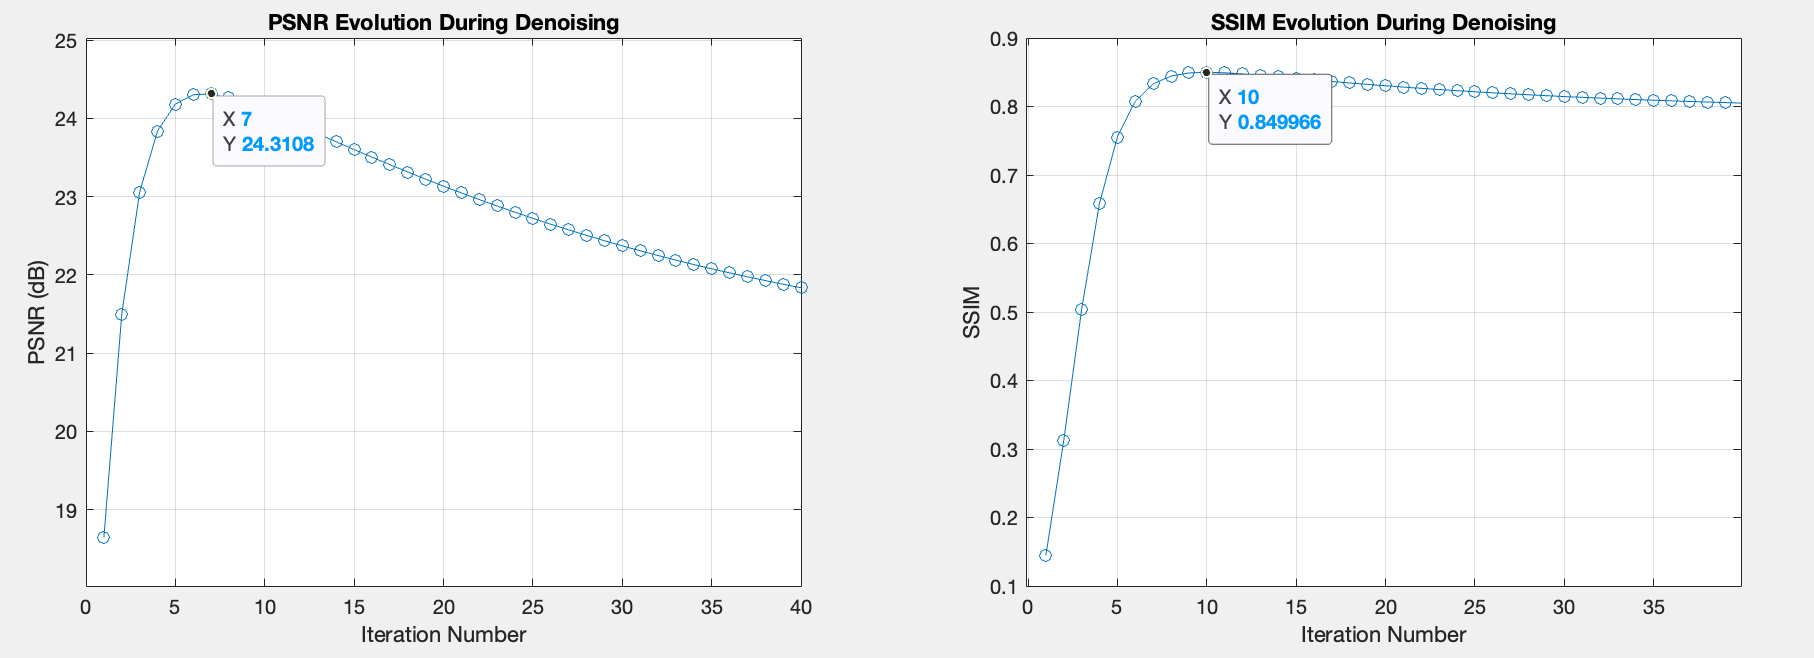 PSNR Evolution During Denoising
25
24
23
22
21
20
19
PSNR (dB)
X 7
Y 24.3108
0 5 10 15 20 25 30 35 40
Iteration Number
SSIM Evolution During Denoising
0.9
0.8
0.7
0.6
0.5
0.4
0.3
0.2
0.1
SSIM
X 10
Y 0.849966
0 5 10 15 20 25 30 35
Iteration Number